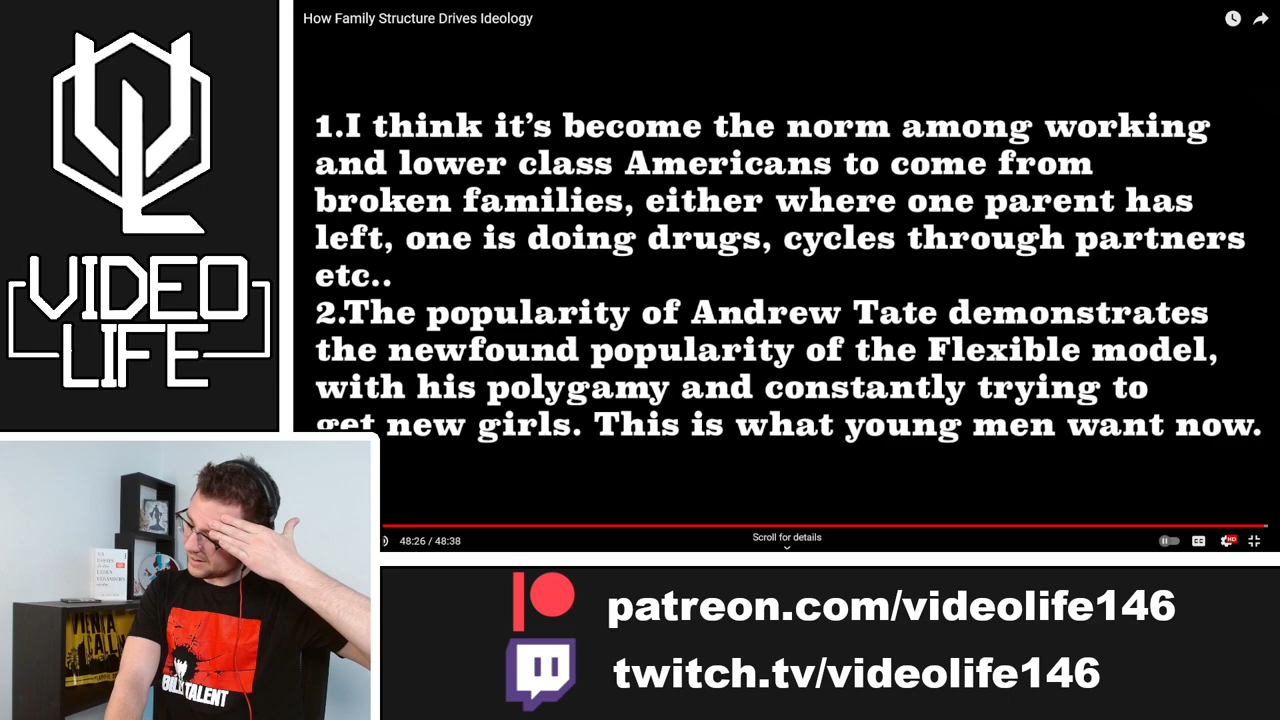 How Family Structure Drives Ideology
1.I think it's become the norm among working
and lower class Americans to come from
broken families, either where one parent has
left, one is doing drugs, cycles through partners
etc..
2.The popularity of Andrew Tate demonstrates
the newfound popularity of the Flexible model,
with his polygamy and constantly trying to
get new girls. This is what young men want now.
48:26 / 48:38
Scroll for details
CC
HD
VIDEO
LIFE
patreon.com/videolife146
twitch.tv/videolife146
TALENT